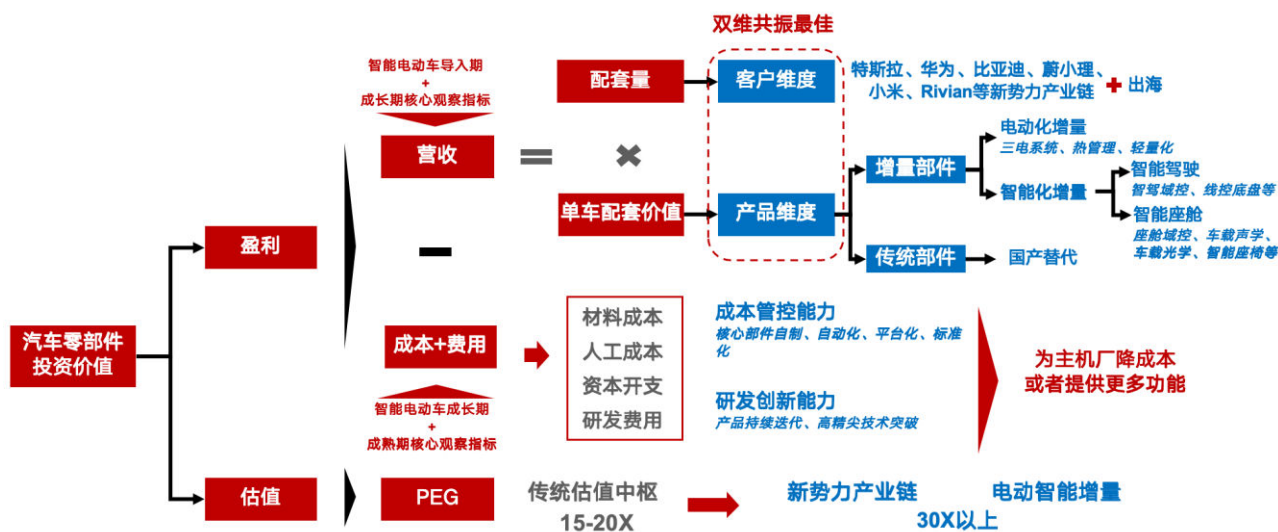 双维共振最佳
智能电动车导入期
+
成长期核心观察指标
配套量
客户维度
特斯拉、华为、比亚迪、蔚小理、
小米、Rivian等新势力产业链
+ 出海
营收
=
×
单车配套价值
产品维度
增量部件
电动化增量
三电系统、热管理、轻量化
智能化增量
智能驾驶
智驾域控、线控底盘等
智能座舱
座舱域控、车载声学、
车载光学、智能座椅等
传统部件
国产替代
盈利
-
汽车零部件
投资价值
成本+费用
智能电动车成长期
+
成熟期核心观察指标
材料成本
人工成本
资本开支
研发费用
成本管控能力
核心部件自制、自动化、平台化、标准
化
研发创新能力
产品持续迭代、高精尖技术突破
为主机厂降成本
或者提供更多功能
估值
PEG
传统估值中枢
15-20X
新势力产业链
电动智能增量
30X以上